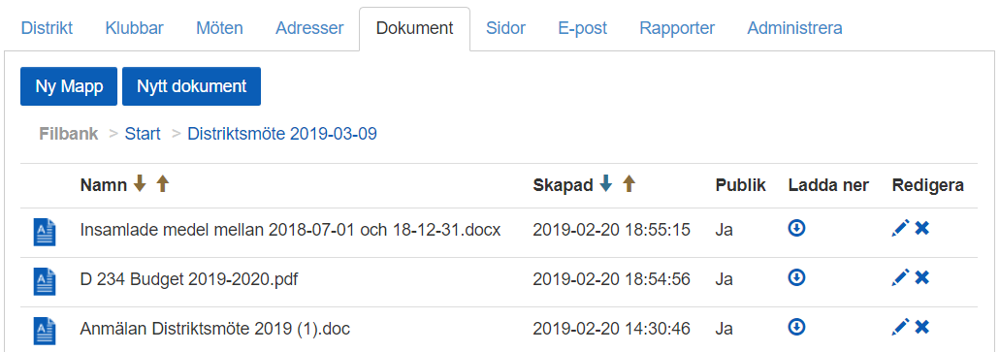 Distrikt Klubbar Möten Adresser Dokument Sidor E-post Rapporter Administrera
Ny Mapp Nytt dokument
Filbank > Start > Distriktsmöte 2019-03-09
Namn Skapad Publik Ladda ner Redigera
Insamlade medel mellan 2018-07-01 och 18-12-31.docx 2019-02-20 18:55:15 Ja
D 234 Budget 2019-2020.pdf 2019-02-20 18:54:56 Ja
Anmälan Distriktsmöte 2019 (1).doc 2019-02-20 14:30:46 Ja